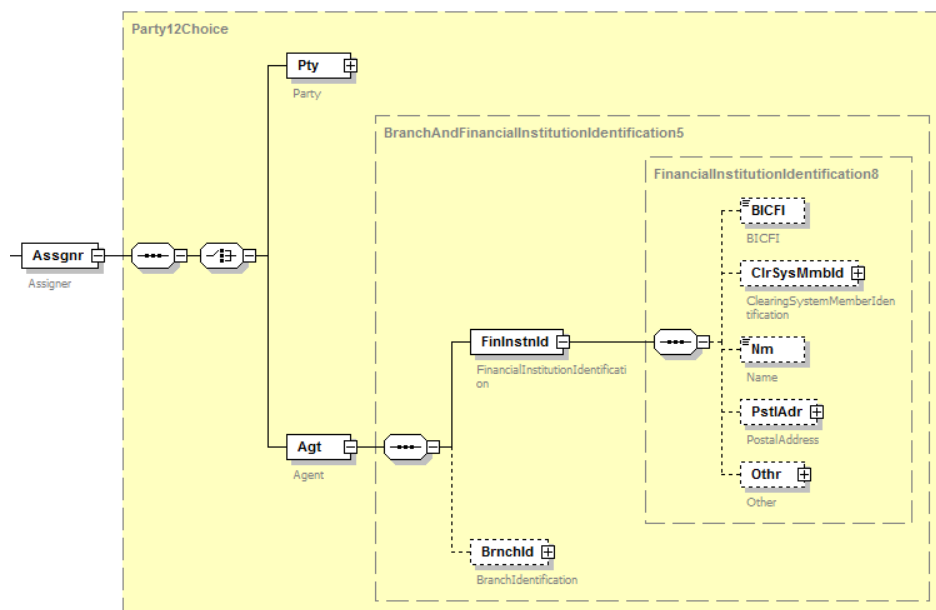 Party12Choice
Pty
Party
BranchAndFinancialInstitutionIdentification5
FinancialInstitutionIdentification8
BICFI
BICFI
Assgnr
Assigner
ClrSysMmbId
ClearingSystemMemberIden
tification
FinInstnId
FinancialInstitutionIdentificati
on
Nm
Name
PstlAdr
PostalAddress
Agt
Agent
Othr
Other
BrnchId
BranchIdentification